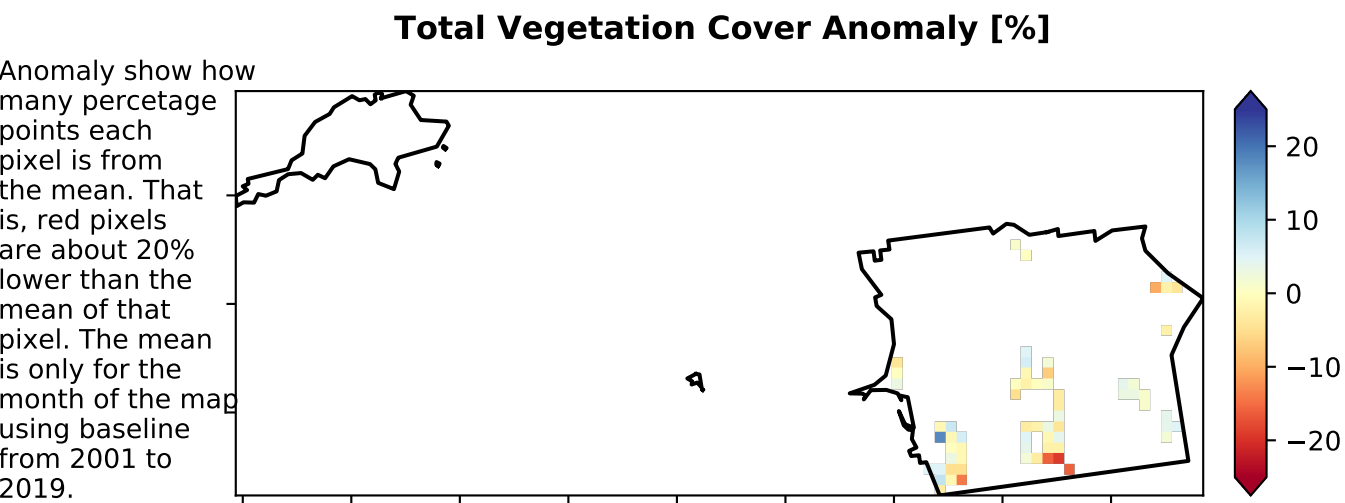 Total Vegetation Cover Anomaly [%]
Anomaly show how
many percetage
points each
pixel is from
the mean. That
is, red pixels
are about 20%
lower than the
mean of that
pixel. The mean
is only for the
month of the map
using baseline
from 2001 to
2019.
20
10
0
−10
−20